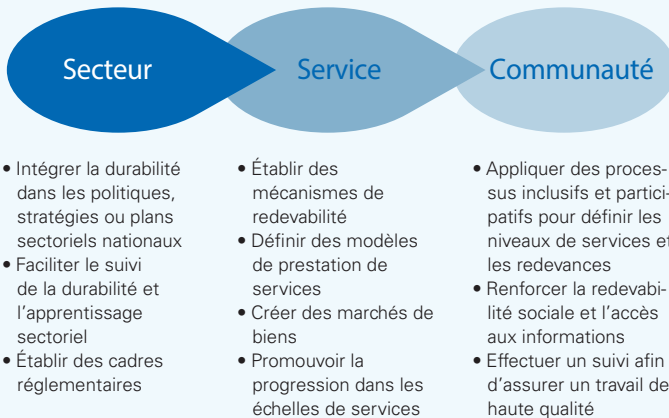 Secteur
Service
Communauté
• Intégrer la durabilité
dans les politiques,
stratégies ou plans
sectoriels nationaux
• Faciliter le suivi
de la durabilité et
l'apprentissage
sectoriel
• Établir des cadres
réglementaires
• Établir des
mécanismes de
redevabilité
• Définir des modèles
de prestation de
services
• Créer des marchés de
biens
• Promouvoir la
progression dans les
échelles de services
• Appliquer des proces-
sus inclusifs et partici-
patifs pour définir les
niveaux de services et
les redevances
• Renforcer la redevabi-
lité sociale et l'accès
aux informations
• Effectuer un suivi afin
d'assurer un travail de
haute qualité